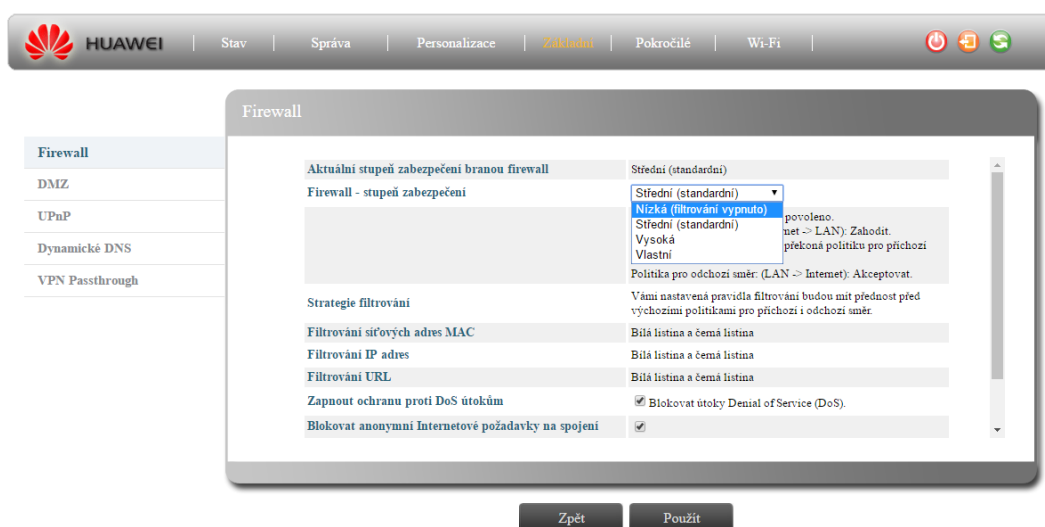 HUAWEI
Stav
Správa
Personalizace
Základní
Pokročilé
Wi-Fi
Firewall
Firewall
DMZ
UPnP
Dynamické DNS
VPN Passthrough
Aktuální stupeň zabezpečení branou firewall
Střední (standardní)
Firewall - stupeň zabezpečení
Střední (standardní)
Nízká (filtrování vypnuto)
Střední (standardní)
Vysoká
Vlastní
povoleno.
net -> LAN): Zahodit.
překoná politiku pro příchozí
Politika pro odchozí směr: (LAN -> Internet): Akceptovat.
Strategie filtrování
Vámi nastavená pravidla filtrování budou mít přednost před
výchozími politikami pro příchozí i odchozí směr.
Filtrování síťových adres MAC
Bílá listina a černá listina
Filtrování IP adres
Bílá listina a černá listina
Filtrování URL
Bílá listina a černá listina
Zapnout ochranu proti DoS útokům
Blokovat útoky Denial of Service (DoS).
Blokovat anonymní Internetové požadavky na spojení
Zpět
Použít